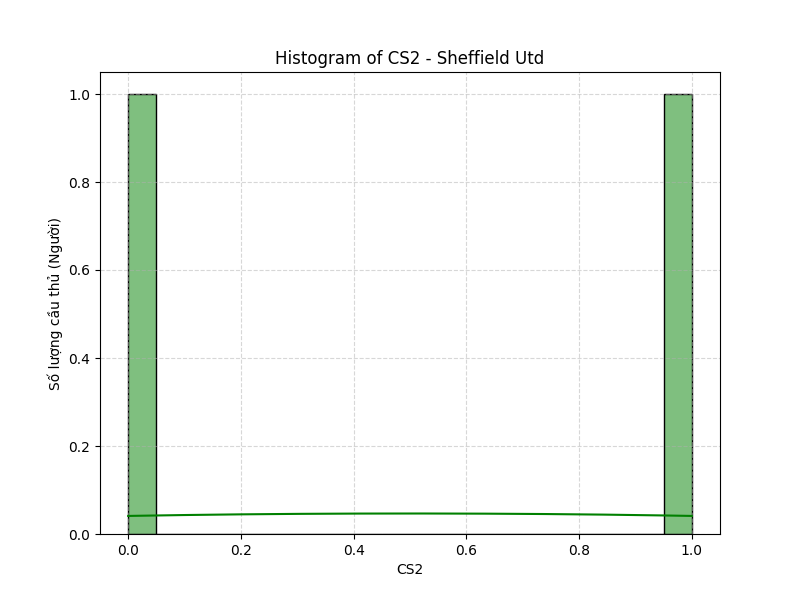 Histogram of CS2 - Sheffield Utd
Số lượng cầu thủ (Người)
1.0
0.8
0.6
0.4
0.2
0.0
0.0 0.2 0.4 0.6 0.8 1.0
CS2